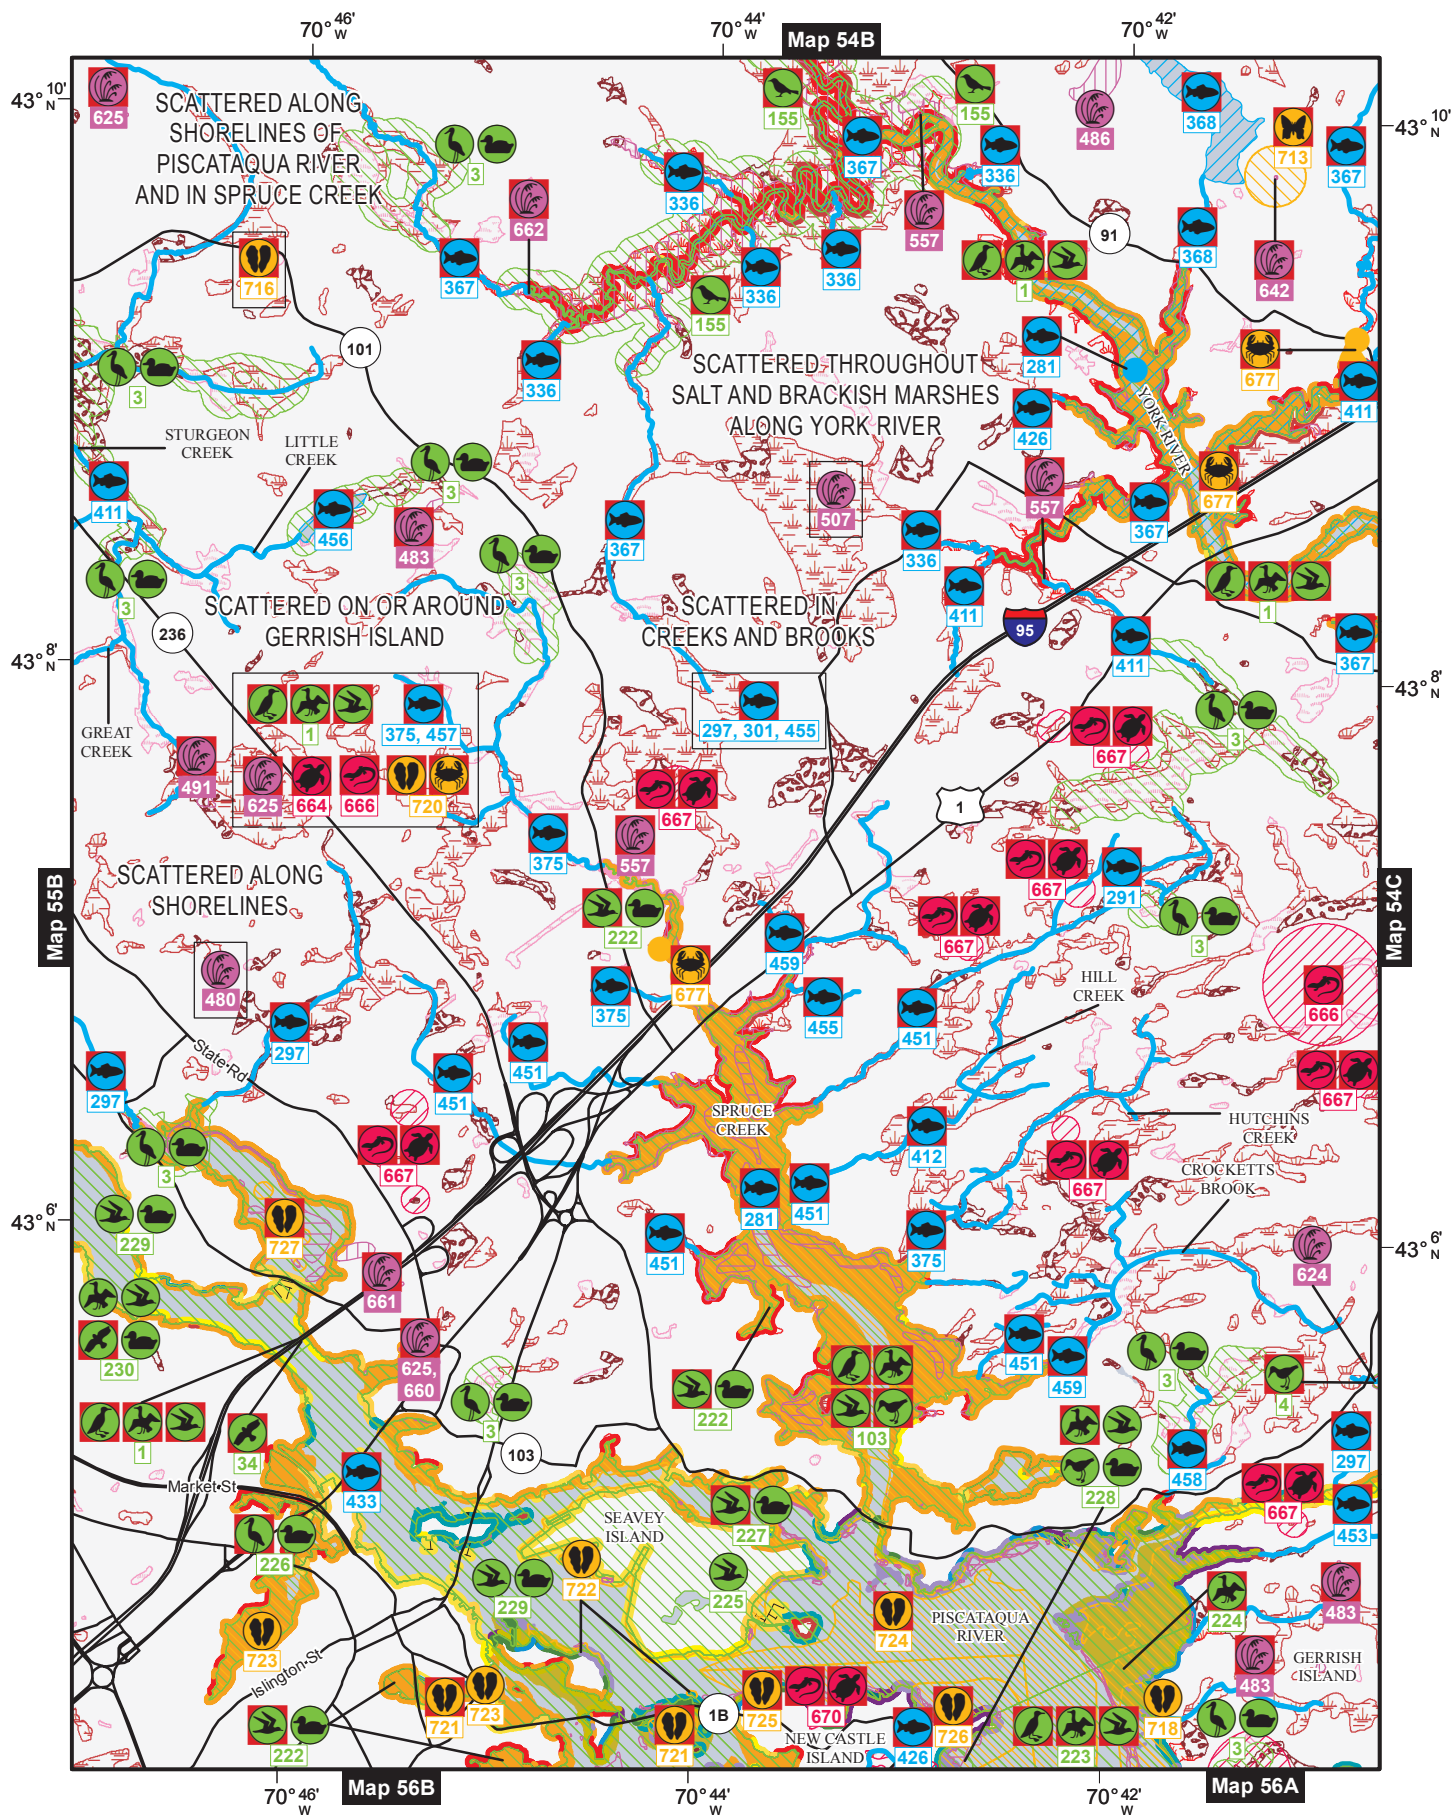 70°46' W
70°44' W
70°42' W
Map 54B
43°10' N
43°10' N
625
SCATTERED ALONG
SHORELINES OF
PISCATAQUA RIVER
AND IN SPRUCE CREEK
3
155
155
367
336
486
368
713
367
336
662
557
91
368
642
716
367
336
336
1
155
101
336
281
677
411
SCATTERED THROUGHOUT
SALT AND BRACKISH MARSHES
ALONG YORK RIVER
YORK RIVER
3
426
STURGEON
CREEK
LITTLE
CREEK
3
411
456
483
507
557
367
677
367
336
3
3
411
1
SCATTERED ON OR AROUND
GERRISH ISLAND
SCATTERED IN
CREEKS AND BROOKS
236
95
411
367
43°8' N
43°8' N
GREAT
CREEK
1
375, 457
297, 301, 455
667
3
491
625
664
666
720
667
1
375
557
667
291
SCATTERED ALONG
SHORELINES
Map 55B
Map 54C
222
667
3
459
480
677
HILL
CREEK
375
455
451
666
297
State Rd
451
297
451
667
SPRUCE
CREEK
412
HUTCHINS
CREEK
3
667
667
CROCKETTS
BROOK
229
727
281
451
43°6' N
43°6' N
451
375
624
661
230
625,
660
451
459
3
4
222
103
1
34
3
103
228
458
297
Market St
433
667
453
226
SEAVEY
ISLAND
227
229
722
225
724
PISCATAQUA
RIVER
224
483
723
483
GERRISH
ISLAND
Islington St
721
723
725
670
726
718
222
721
1B
NEW CASTLE
ISLAND
426
223
3
Map 56B
Map 56A
70°46' W
70°44' W
70°42' W